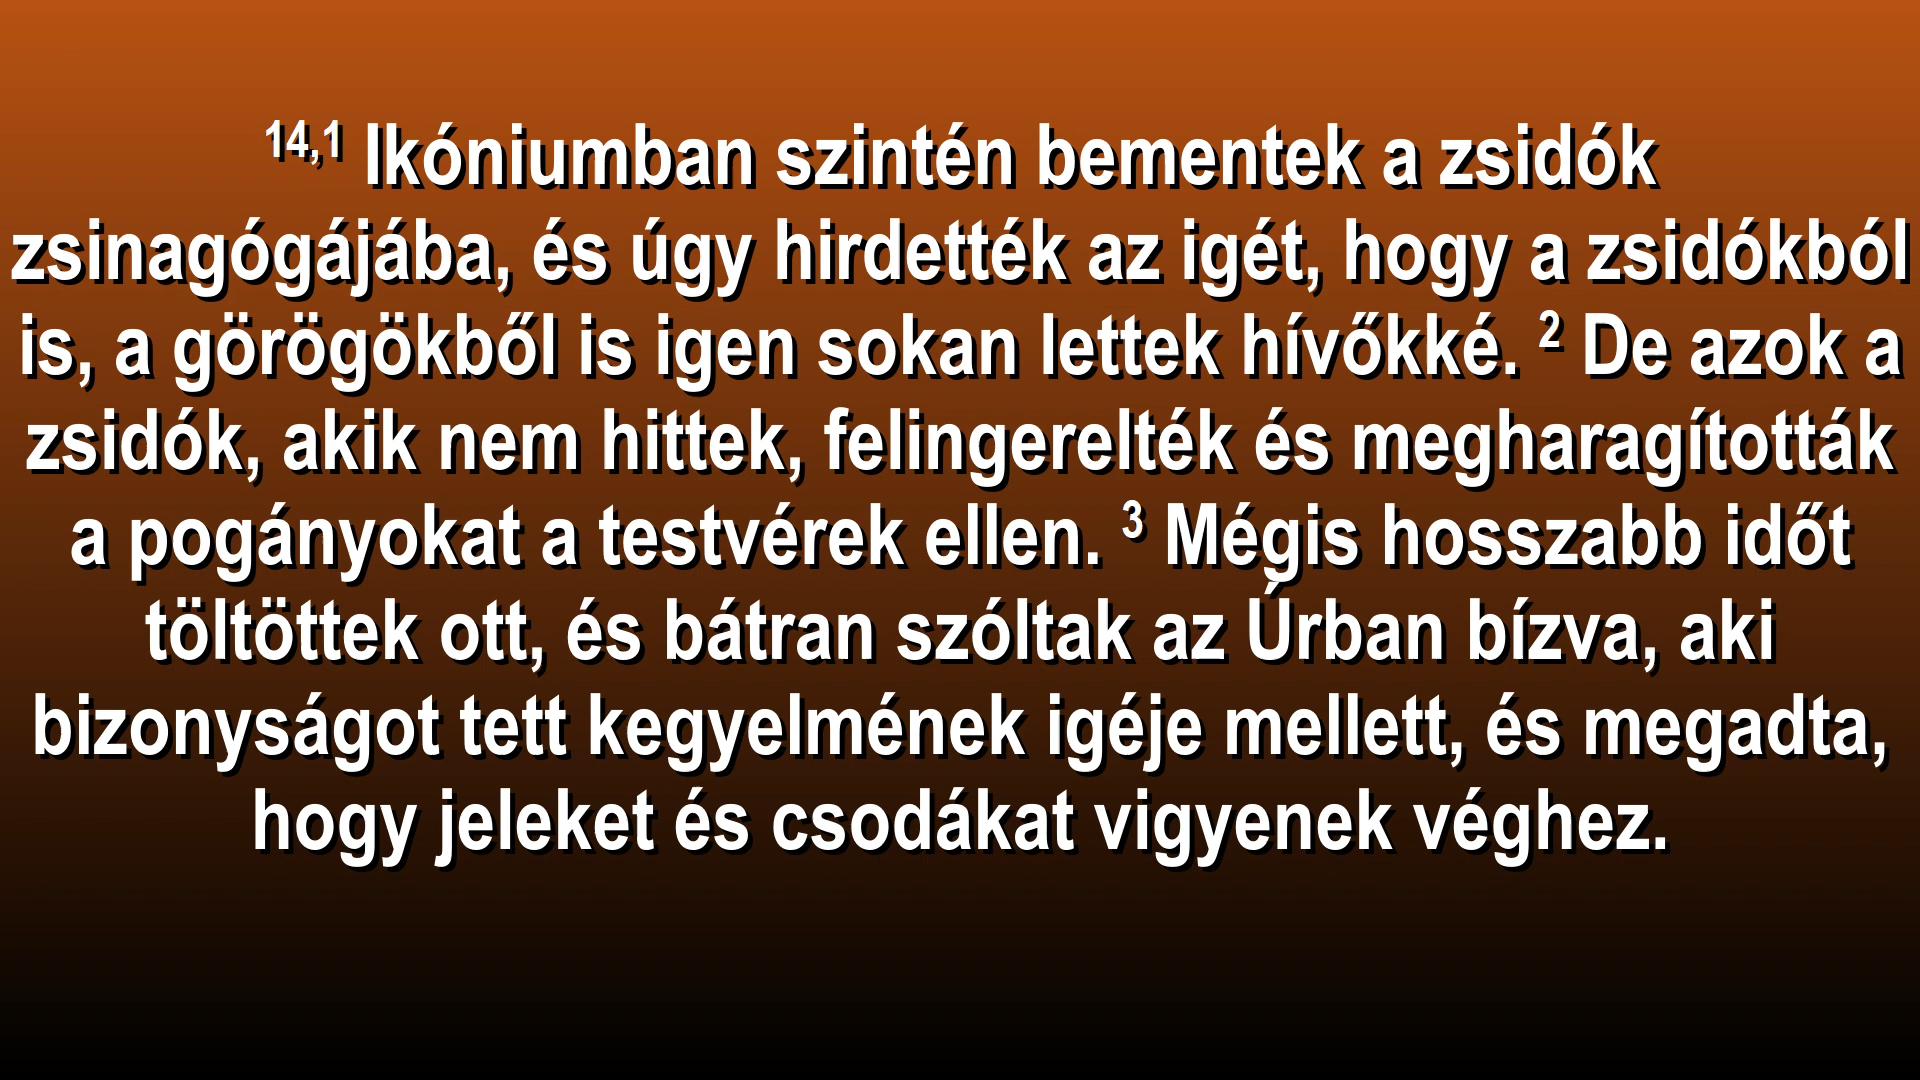 14,1 Ikóniumban szintén bementek a zsidók
zsinagógájába, és úgy hirdették az igét, hogy a zsidókból
is, a görögökből is igen sokan lettek hívőkké. 2 De azok a
zsidók, akik nem hittek, felingerelték és megharagították
a pogányokat a testvérek ellen. 3 Mégis hosszabb időt
töltöttek ott, és bátran szóltak az Úrban bízva, aki
bizonyságot tett kegyelmének igéje mellett, és megadta,
hogy jeleket és csodákat vigyenek véghez.